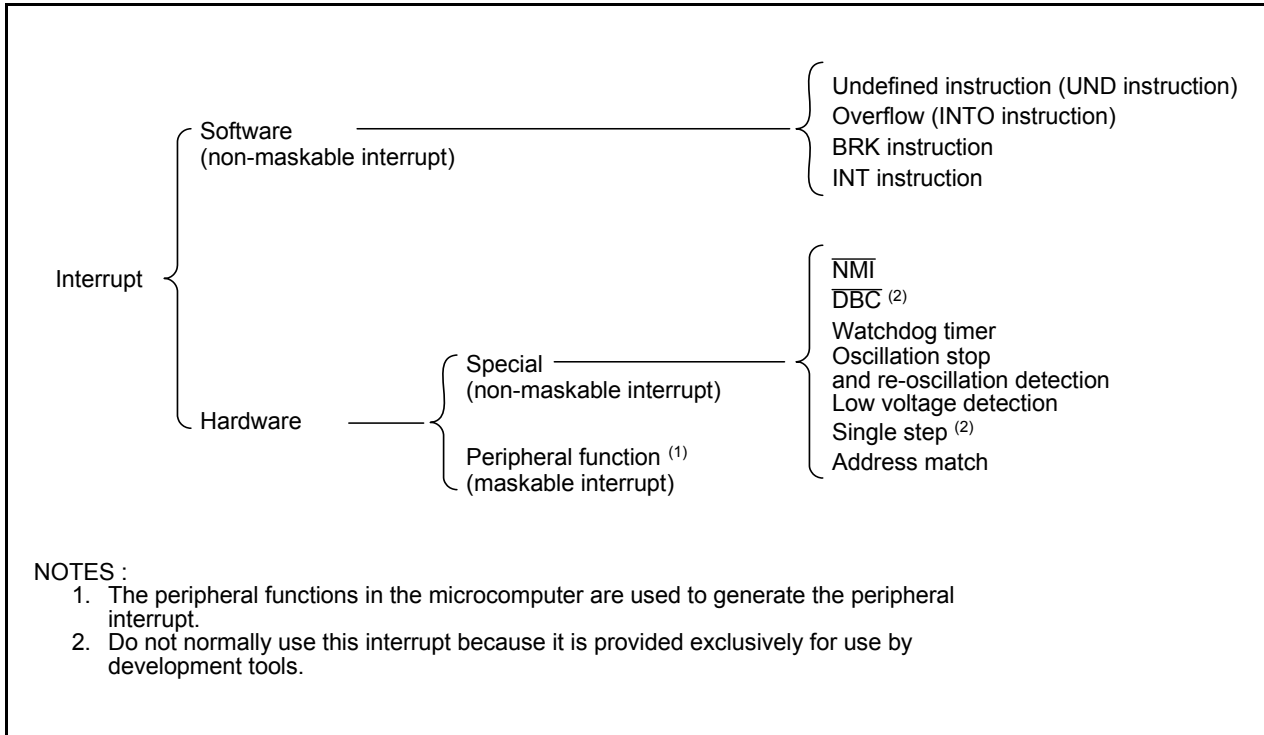 Interrupt
Software
(non-maskable interrupt)
Undefined instruction (UND instruction)
Overflow (INTO instruction)
BRK instruction
INT instruction
Hardware
Special
(non-maskable interrupt)
NMI
DBC (2)
Watchdog timer
Oscillation stop
and re-oscillation detection
Low voltage detection
Single step (2)
Address match
Peripheral function (1)
(maskable interrupt)
NOTES :
1. The peripheral functions in the microcomputer are used to generate the peripheral
interrupt.
2. Do not normally use this interrupt because it is provided exclusively for use by
development tools.